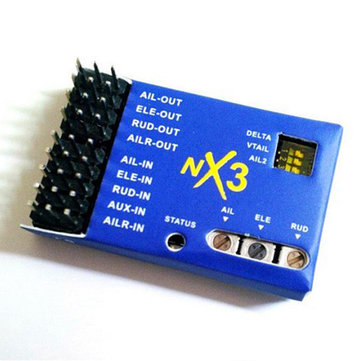 AIL-OUT
ELE-OUT
RUD-OUT
AILR-OUT
AIL-IN
ELE-IN
RUD-IN
AUX-IN
AILR-IN
NX3
DELTA
VTAIL
AIL2
STATUS
AIL
ELE
RUD